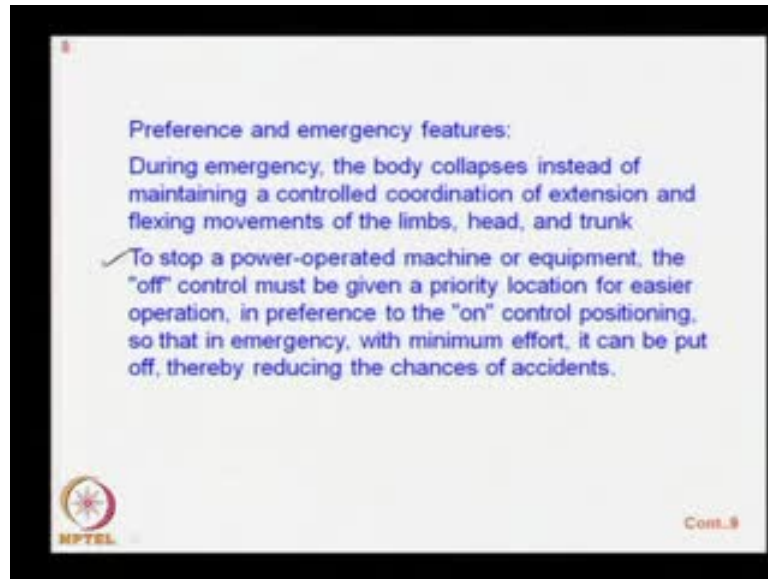 8
Preference and emergency features:
During emergency, the body collapses instead of
maintaining a controlled coordination of extension and
flexing movements of the limbs, head, and trunk
To stop a power-operated machine or equipment, the
"off" control must be given a priority location for easier
operation, in preference to the "on" control positioning,
so that in emergency, with minimum effort, it can be put
off, thereby reducing the chances of accidents.
Cont..9
NPTEL